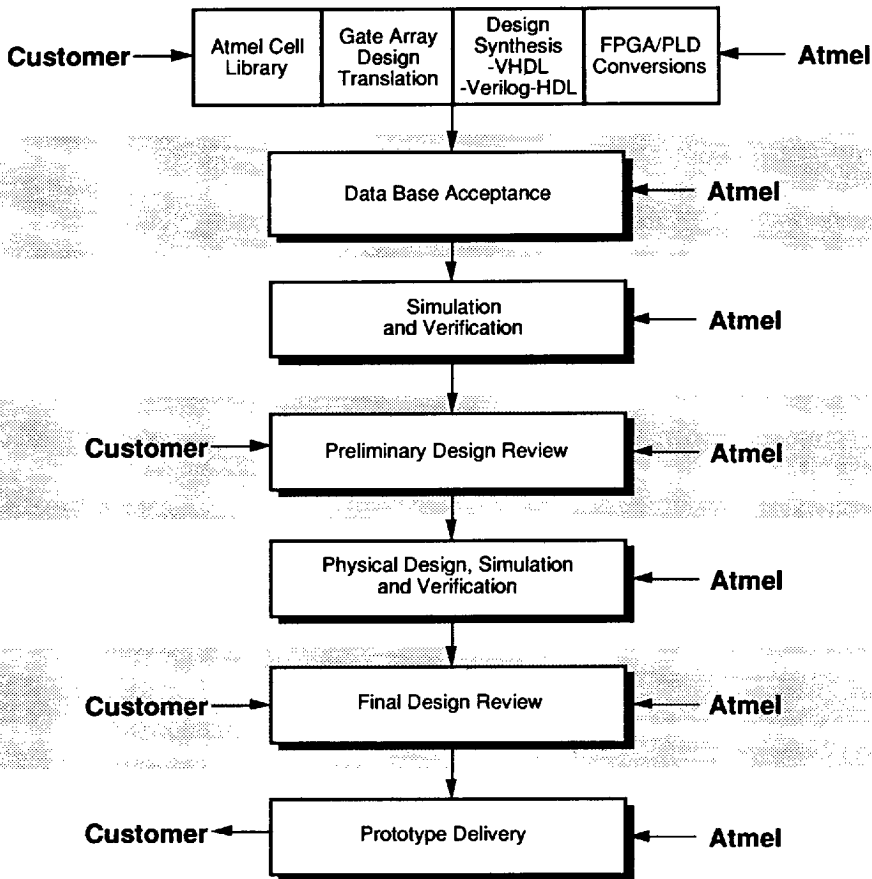 Customer
Atmel Cell
Library
Gate Array
Design
Translation
Design
Synthesis
-VHDL
-Verilog-HDL
FPGA/PLD
Conversions
Atmel
Data Base Acceptance
Atmel
Simulation
and Verification
Atmel
Customer
Preliminary Design Review
Atmel
Physical Design, Simulation
and Verification
Atmel
Customer
Final Design Review
Atmel
Customer
Prototype Delivery
Atmel